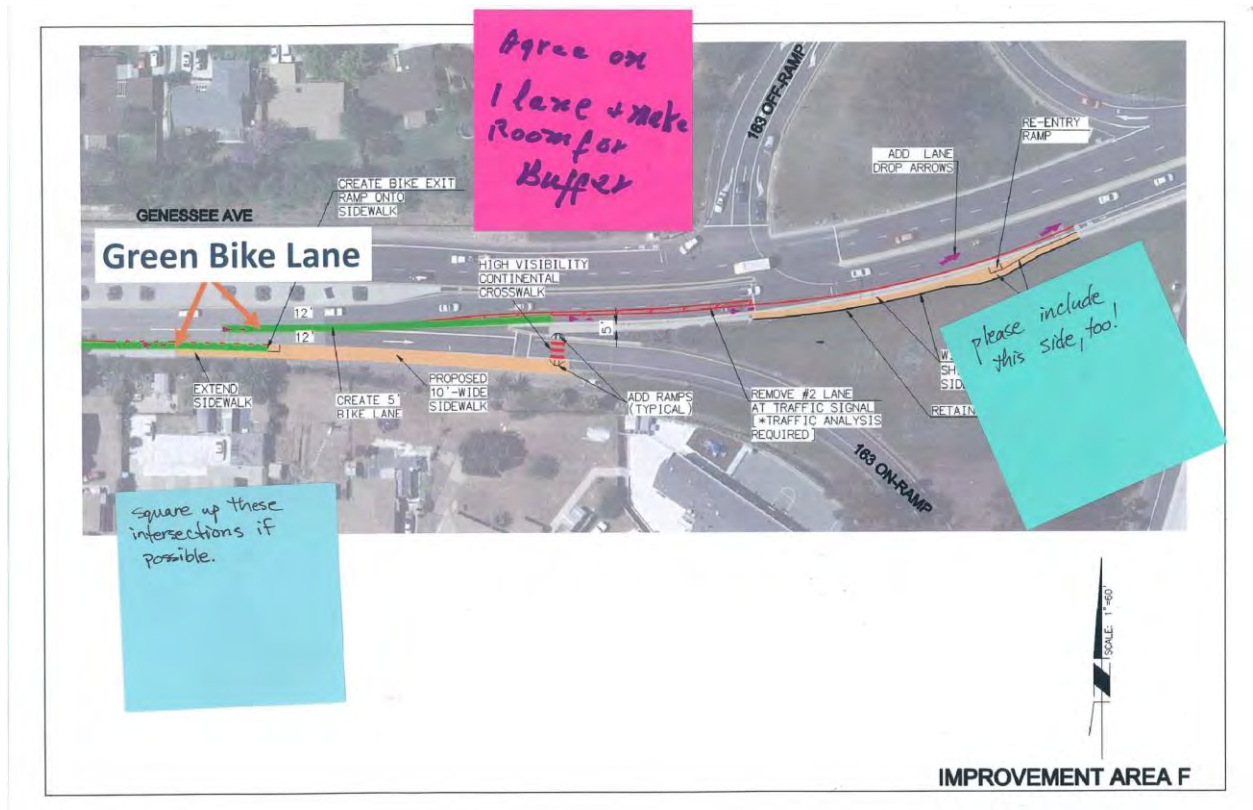 Agree on
1 lane + make
Room for
Buffer
163 OFF-RAMP
RE-ENTRY
RAMP
ADD LANE
DROP ARROWS
CREATE BIKE EXIT
RAMP ONTO
SIDEWALK
GENESSEE AVE
Green Bike Lane
HIGH VISIBILITY
CONTINENTAL
CROSSWALK
12'
12'
5'
please include
this side, too!
EXTEND
SIDEWALK
CREATE 5'
BIKE LANE
PROPOSED
10'-WIDE
SIDEWALK
ADD RAMPS
(TYPICAL)
REMOVE #2 LANE
AT TRAFFIC SIGNAL
(*TRAFFIC ANALYSIS
REQUIRED)
163 ON-RAMP
Square up these
intersections if
possible.
SCALE: 1"=60'
IMPROVEMENT AREA F